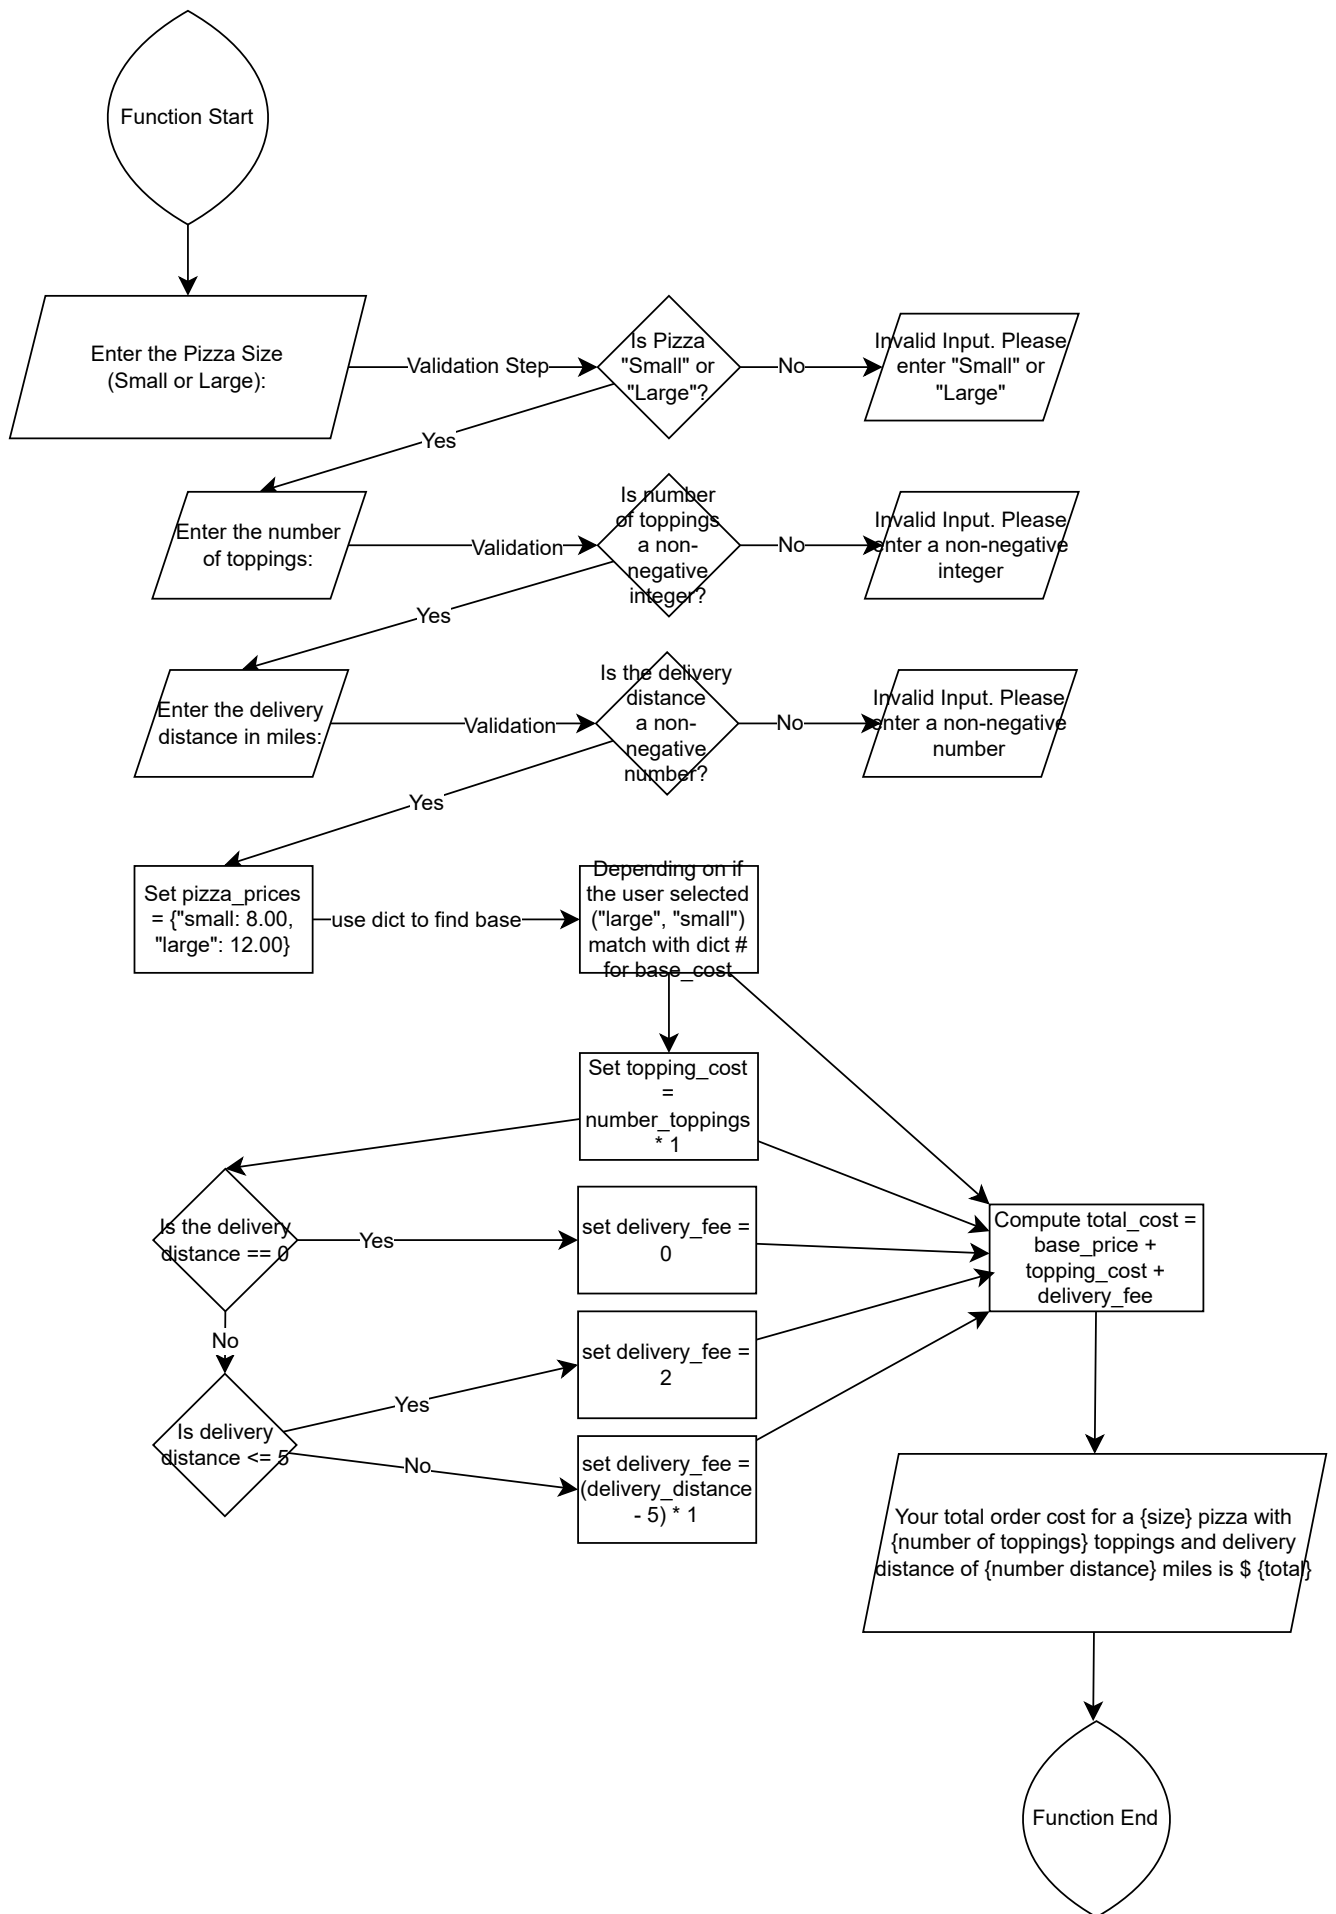 Function Start
Enter the Pizza Size
(Small or Large):
Validation Step
Is Pizza
"Small" or
"Large"?
No
Invalid Input. Please
enter "Small" or
"Large"
Yes
Enter the number
of toppings:
Validation
Is number
of toppings
a non-
negative
integer?
No
Invalid Input. Please
enter a non-negative
integer
Yes
Enter the delivery
distance in miles:
Validation
Is the delivery
distance
a non-
negative
number?
No
Invalid Input. Please
enter a non-negative
number
Yes
Set pizza_prices
= {"small: 8.00,
"large": 12.00}
use dict to find base
Depending on if
the user selected
("large", "small")
match with dict #
for base_cost
Set topping_cost
=
number_toppings
* 1
Is the delivery
distance == 0
Yes
set delivery_fee =
0
Compute total_cost =
base_price +
topping_cost +
delivery_fee
No
Is delivery
distance <= 5
Yes
set delivery_fee =
2
No
set delivery_fee =
(delivery_distance
- 5) * 1
Your total order cost for a {size} pizza with
{number of toppings} toppings and delivery
distance of {number distance} miles is $ {total}
Function End